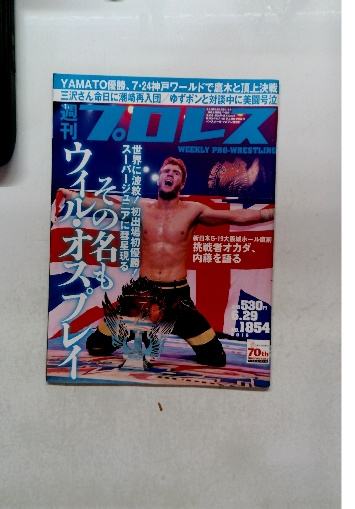 YAMATO優勝、7・24神戸ワールドで鷹木と頂上決戦
三沢さん命日に潮崎再入団/ゆずポンと対談中に美闘号泣
週刊プロレス
WEEKLY PRO-WRESTLING
世界に波紋!初出場初優勝!
スーパージュニアに彗星現る
その名も
ウィル・オスプレイ
新日本6・19大阪城ホール直前
挑戦者オカダ、
内藤を語る
530円
6.29
1854
70th